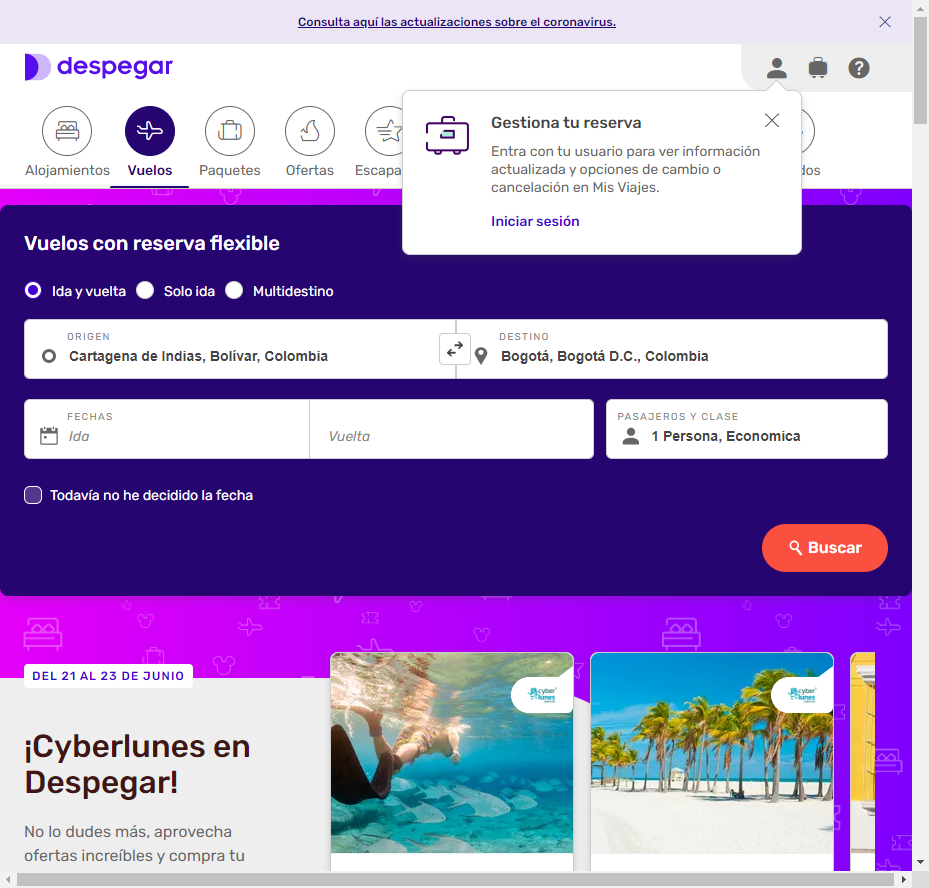 Consulta aquí las actualizaciones sobre el coronavirus.
despegar
Gestiona tu reserva
Entra con tu usuario para ver información
actualizada y opciones de cambio o
cancelación en Mis Viajes.
Iniciar sesión
Alojamientos
Vuelos
Paquetes
Ofertas
Escapa
dos
Vuelos con reserva flexible
Ida y vuelta
Solo ida
Multidestino
ORIGEN
Cartagena de Indias, Bolívar, Colombia
DESTINO
Bogotá, Bogotá D.C., Colombia
FECHAS
Ida
Vuelta
PASAJEROS Y CLASE
1 Persona, Economica
Todavía no he decidido la fecha
Buscar
DEL 21 AL 23 DE JUNIO
¡Cyberlunes en
Despegar!
No lo dudes más, aprovecha
ofertas increíbles y compra tu
cyber
lunes
cyber
lunes